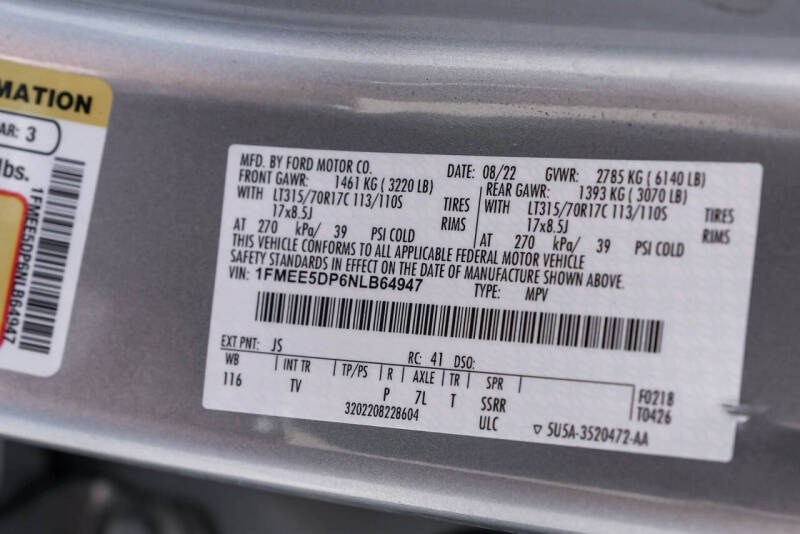 MATION
AR: 3
lbs.
1FMEE5DP6NLB64947
MFD. BY FORD MOTOR CO. DATE: 08/22 GVWR: 2785 KG ( 6140 LB)
FRONT GAWR: 1461 KG ( 3220 LB) REAR GAWR: 1393 KG ( 3070 LB)
WITH LT315/70R17C 113/110S TIRES WITH LT315/70R17C 113/110S TIRES
17x8.5J RIMS 17x8.5J RIMS
AT 270 kPa/ 39 PSI COLD AT 270 kPa/ 39 PSI COLD
THIS VEHICLE CONFORMS TO ALL APPLICABLE FEDERAL MOTOR VEHICLE
SAFETY STANDARDS IN EFFECT ON THE DATE OF MANUFACTURE SHOWN ABOVE.
VIN: 1FMEE5DP6NLB64947 TYPE: MPV
EXT PNT: JS RC: 41 DSO:
WB INT TR TP/PS R AXLE TR SPR
116 TV P 7L T SSRR F0218
3202208228604 ULC T0426
5U5A-3520472-AA